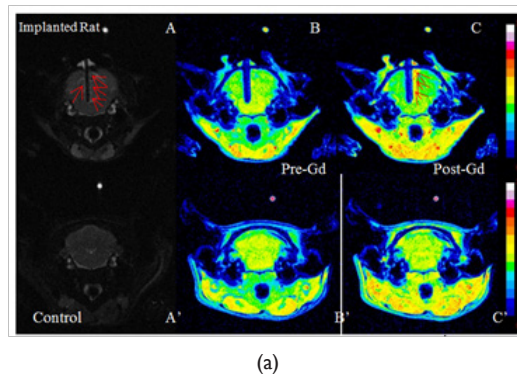 Implanted Rat A B C
Pre-Gd Post-Gd
Control A' B' C'
(a)